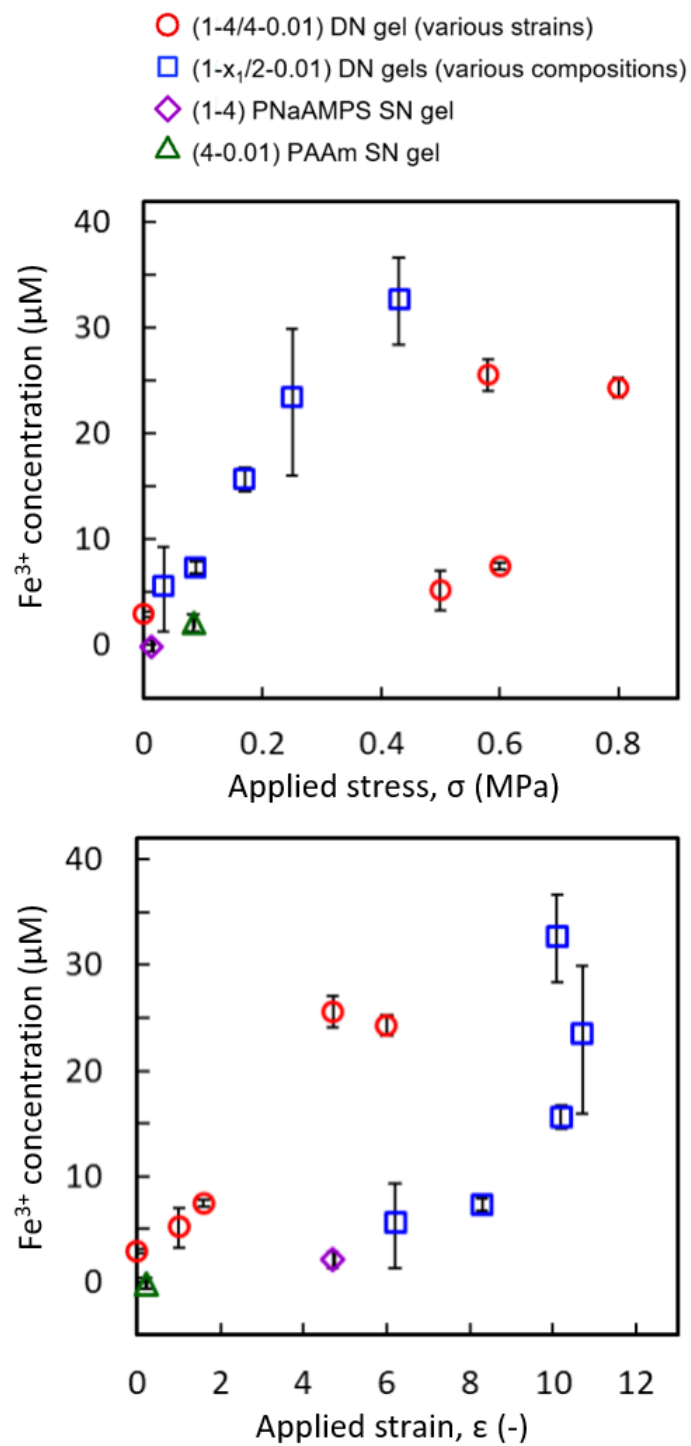 (1-4/4-0.01) DN gel (various strains)
(1-x₁/2-0.01) DN gels (various compositions)
(1-4) PNaAMPS SN gel
(4-0.01) PAAm SN gel
40
30
20
10
0
Fe³⁺ concentration (μM)
0 0.2 0.4 0.6 0.8
Applied stress, σ (MPa)
40
30
20
10
0
Fe³⁺ concentration (μM)
0 2 4 6 8 10 12
Applied strain, ε (-)